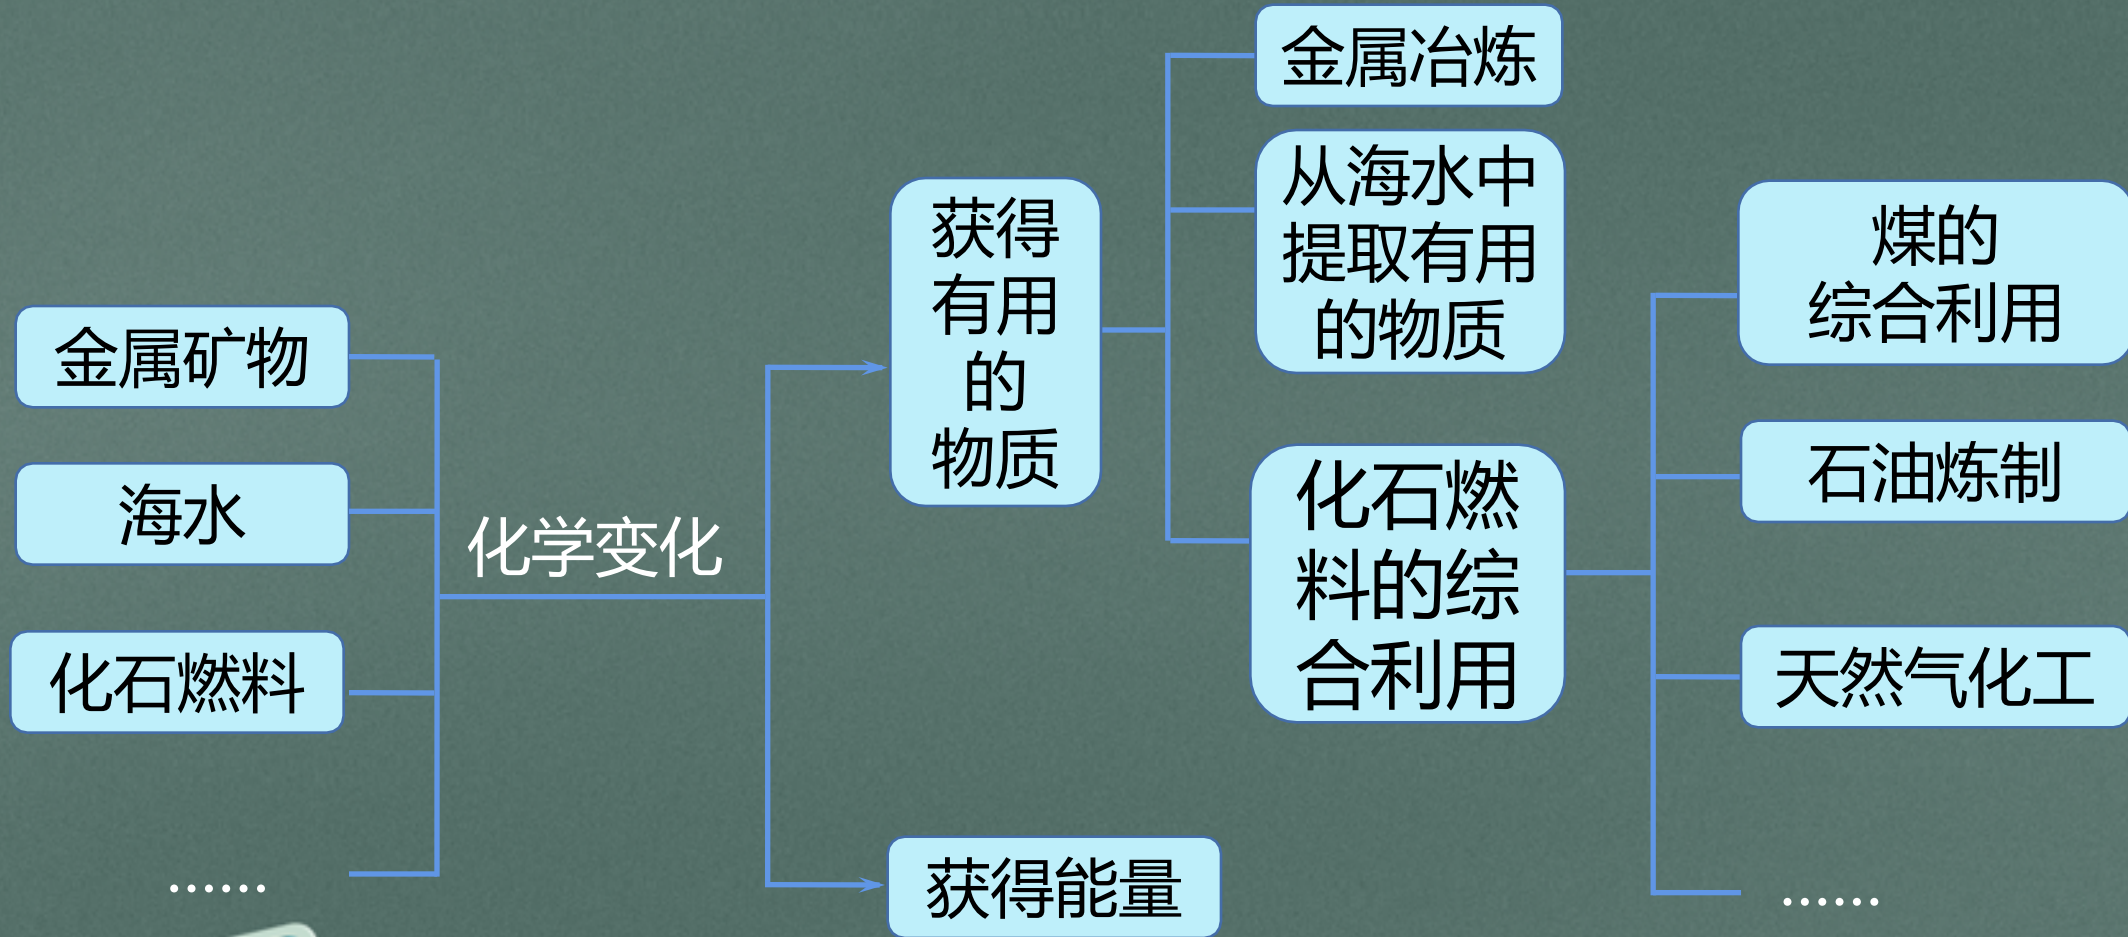 金属矿物
海水
化石燃料
……
化学变化
获得
有用
的
物质
获得能量
金属冶炼
从海水中
提取有用
的物质
化石燃
料的综
合利用
煤的
综合利用
石油炼制
天然气化工
……